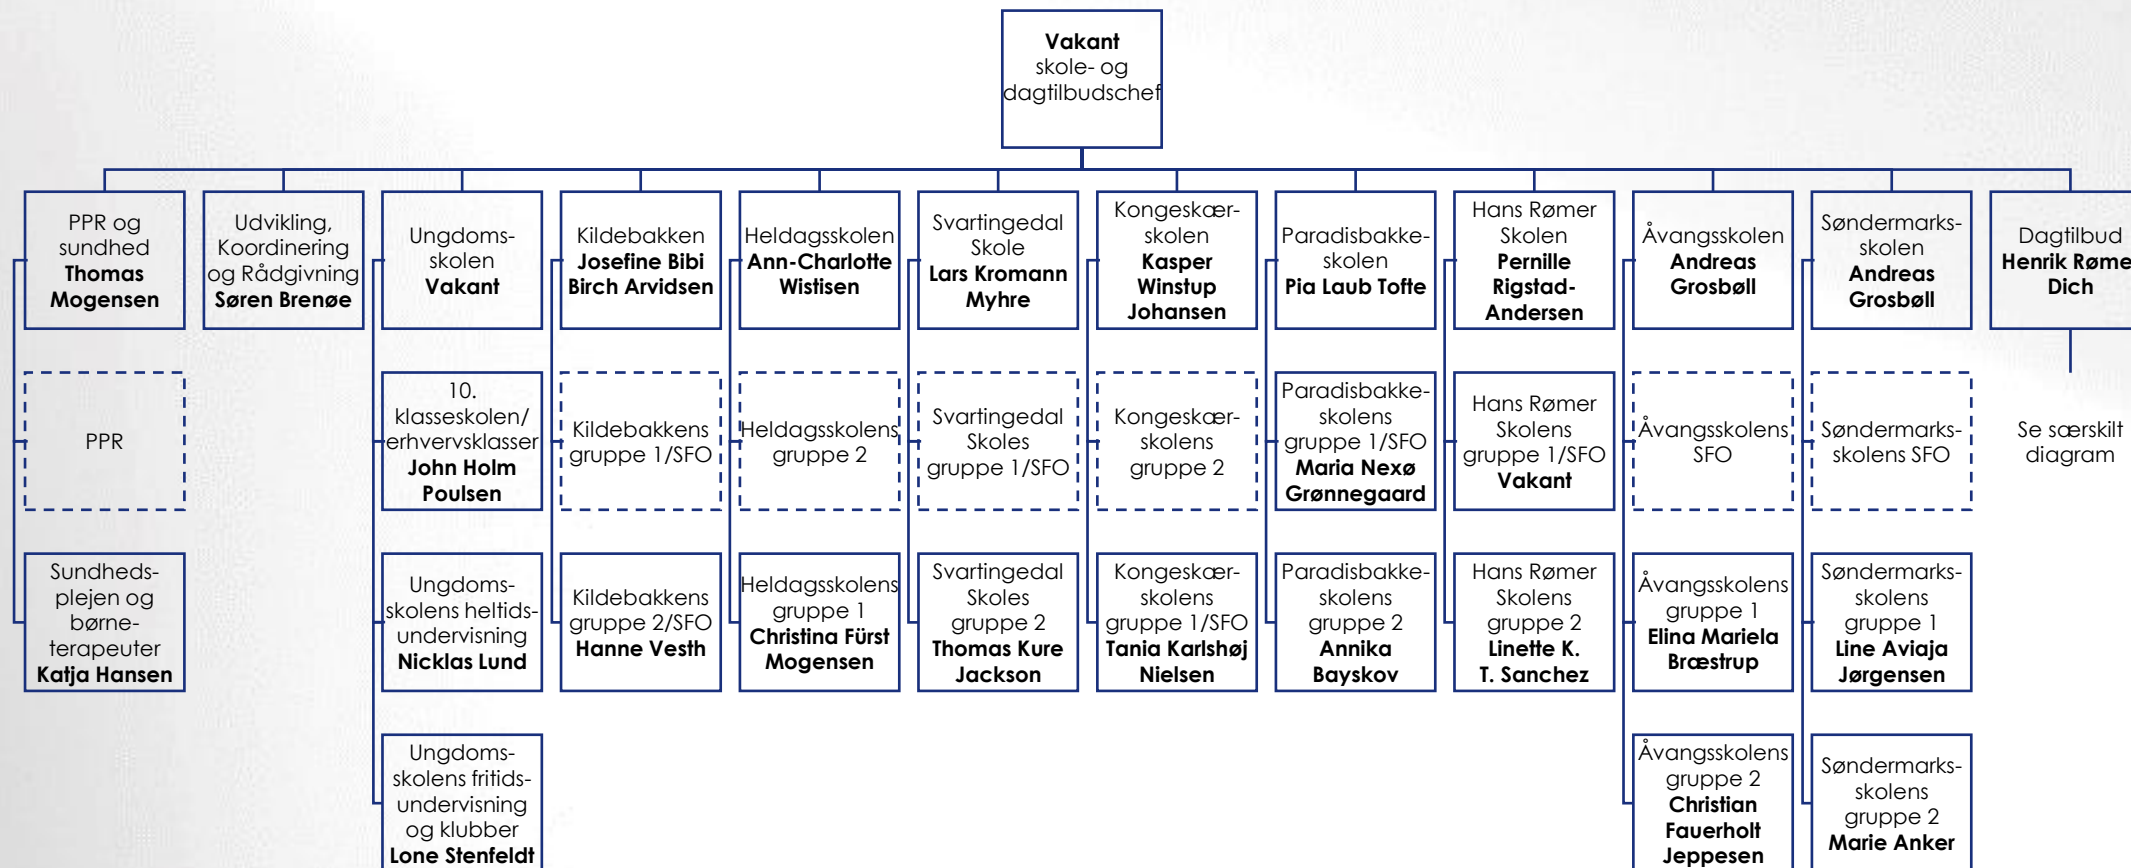 Vakant
skole- og
dagtilbudschef
PPR og
sundhed
Thomas
Mogensen
Udvikling,
Koordinering
og Rådgivning
Søren Brenøe
Ungdoms-
skolen
Vakant
Kildebakken
Josefine Bibi
Birch Arvidsen
Heldagsskolen
Ann-Charlotte
Wistisen
Svartingedal
Skole
Lars Kromann
Myhre
Kongeskær-
skolen
Kasper
Winstup
Johansen
Paradisbakke-
skolen
Pia Laub Tofte
Hans Rømer
Skolen
Pernille
Rigstad-
Andersen
Åvangsskolen
Andreas
Grosbøll
Søndermarks-
skolen
Andreas
Grosbøll
Dagtilbud
Henrik Røme
Dich
PPR
10.
klasseskolen/
erhvervsklasser
John Holm
Poulsen
Kildebakkens
gruppe 1/SFO
Heldagsskolens
gruppe 2
Svartingedal
Skoles
gruppe 1/SFO
Kongeskær-
skolens
gruppe 2
Paradisbakke-
skolens
gruppe 1/SFO
Maria Nexø
Grønnegaard
Hans Rømer
Skolens
gruppe 1/SFO
Vakant
Åvangsskolens
SFO
Søndermarks-
skolens SFO
Se særskilt
diagram
Sundheds-
plejen og
børne-
terapeuter
Katja Hansen
Ungdoms-
skolens heltids-
undervisning
Nicklas Lund
Kildebakkens
gruppe 2/SFO
Hanne Vesth
Heldagsskolens
gruppe 1
Christina Fürst
Mogensen
Svartingedal
Skoles
gruppe 2
Thomas Kure
Jackson
Kongeskær-
skolens
gruppe 1/SFO
Tania Karlshøj
Nielsen
Paradisbakke-
skolens
gruppe 2
Annika
Bayskov
Hans Rømer
Skolens
gruppe 2
Linette K.
T. Sanchez
Åvangsskolens
gruppe 1
Elina Mariela
Bræstrup
Søndermarks-
skolens
gruppe 1
Line Aviaja
Jørgensen
Ungdoms-
skolens fritids-
undervisning
og klubber
Lone Stenfeldt
Åvangsskolens
gruppe 2
Christian
Fauerholt
Jeppesen
Søndermarks-
skolens
gruppe 2
Marie Anker